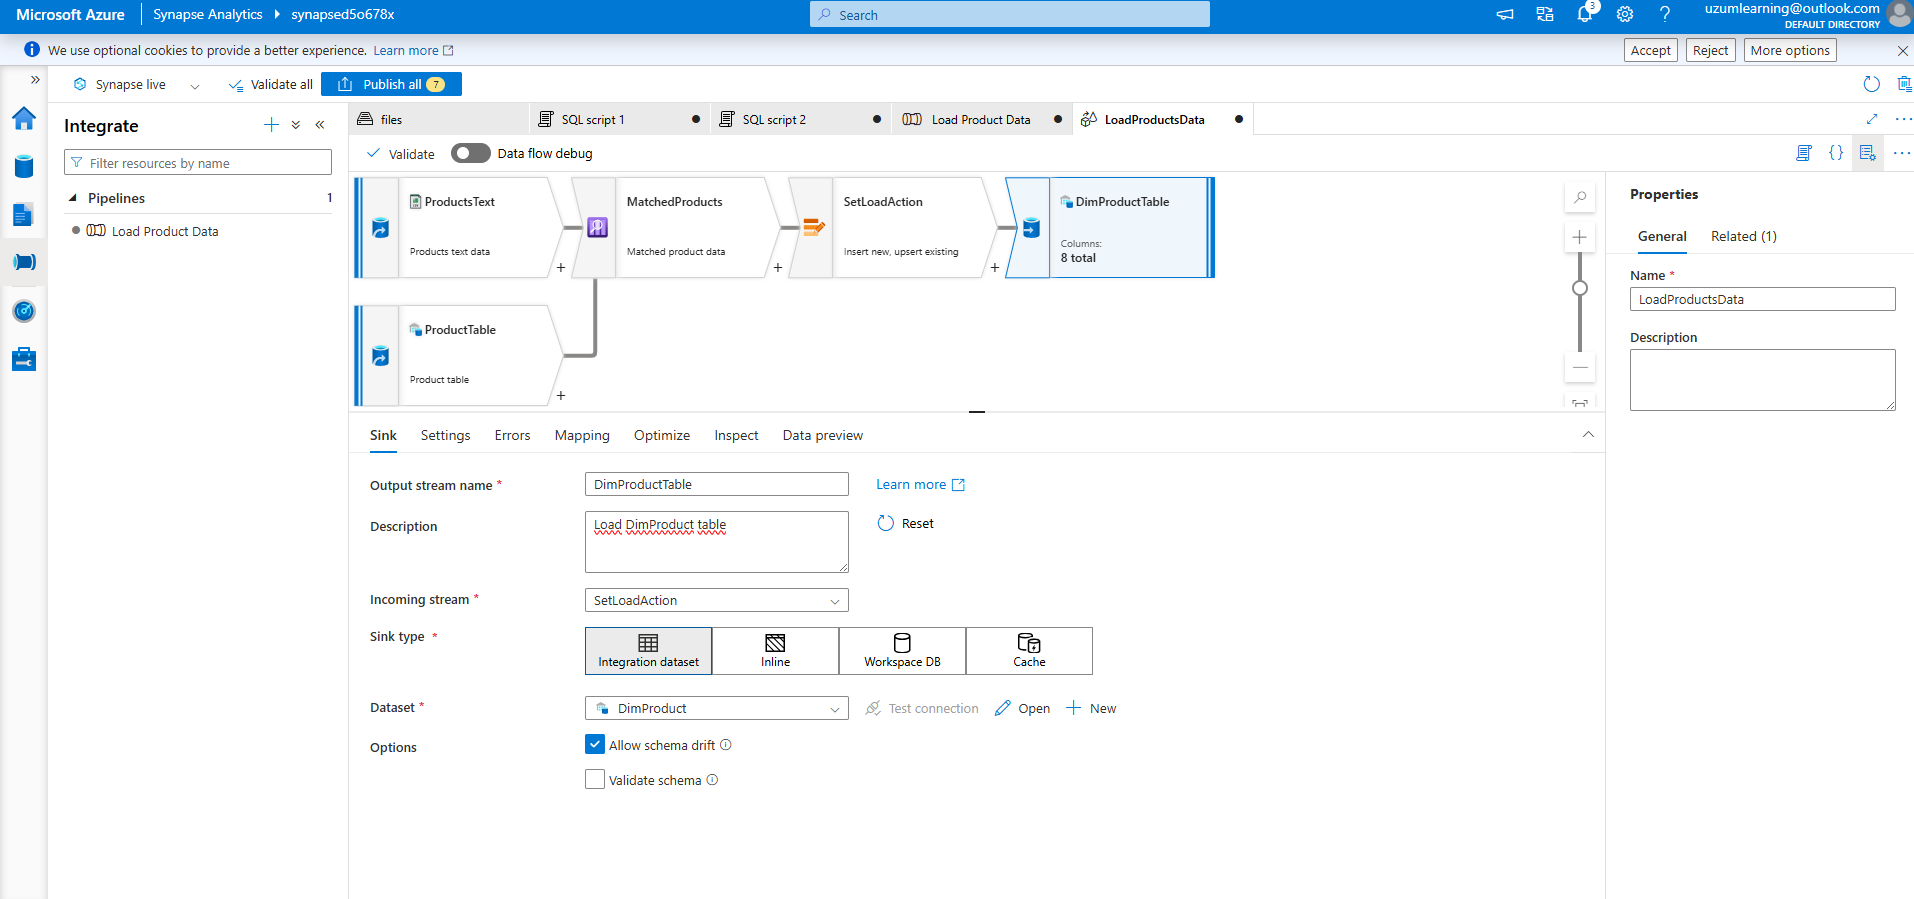 Microsoft Azure
Synapse Analytics
synapsed5o678x
Search
3
uzumlearning@outlook.com
DEFAULT DIRECTORY
We use optional cookies to provide a better experience. Learn more
Accept
Reject
More options
Synapse live
Validate all
Publish all 7
Integrate
Filter resources by name
Pipelines 1
Load Product Data
files
SQL script 1
SQL script 2
Load Product Data
LoadProductsData
Validate
Data flow debug
ProductsText
Products text data
+
MatchedProducts
Matched product data
+
SetLoadAction
Insert new, upsert existing
+
DimProductTable
Columns:
8 total
ProductTable
Product table
+
Sink
Settings
Errors
Mapping
Optimize
Inspect
Data preview
Output stream name *
DimProductTable
Learn more
Description
Load DimProduct table
Reset
Incoming stream *
SetLoadAction
Sink type *
Integration dataset
Inline
Workspace DB
Cache
Dataset *
DimProduct
Test connection
Open
New
Options
Allow schema drift
Validate schema
Properties
General
Related (1)
Name *
LoadProductsData
Description